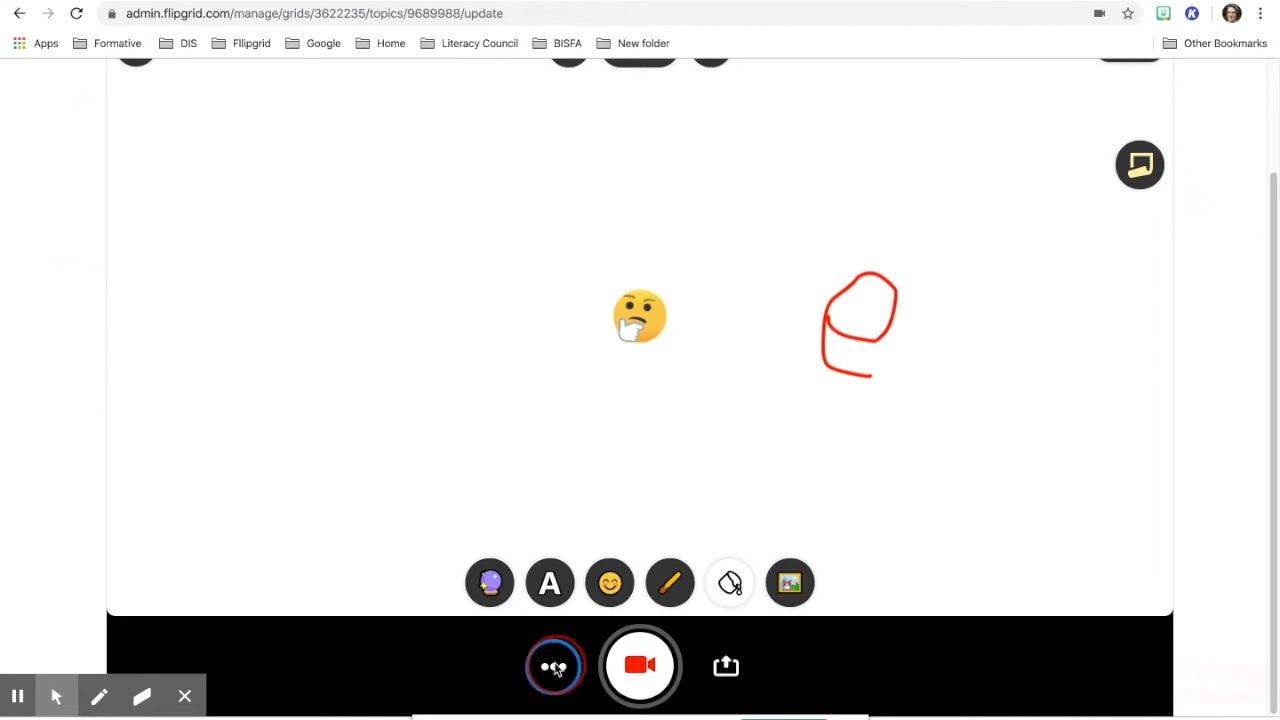 admin.flipgrid.com/manage/grids/3622235/topics/9689988/update
Apps Formative DIS FlIipgrid Google Home Literacy Council BISFA New folder Other Bookmarks
K
A